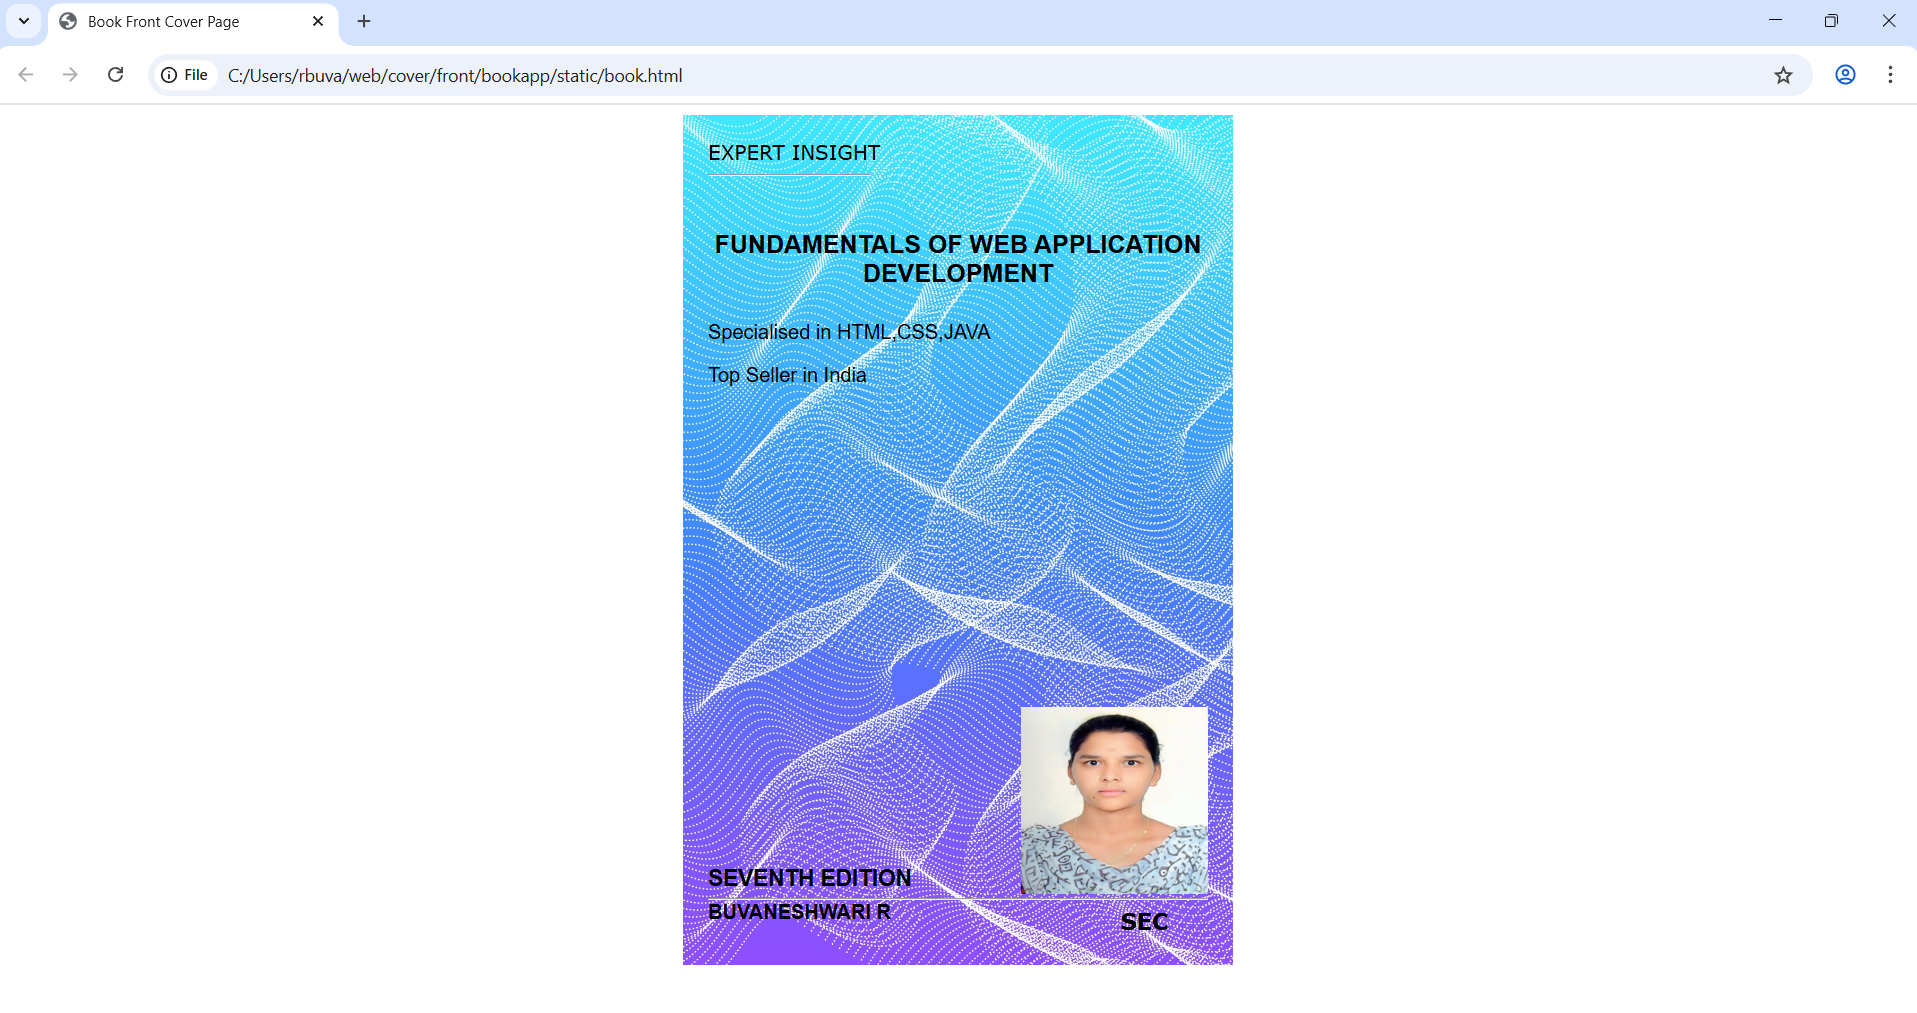 Book Front Cover Page
File
C:/Users/rbuva/web/cover/front/bookapp/static/book.html
EXPERT INSIGHT
FUNDAMENTALS OF WEB APPLICATION
DEVELOPMENT
Specialised in HTML,CSS,JAVA
Top Seller in India
SEVENTH EDITION
BUVANESHWARI R
SEC